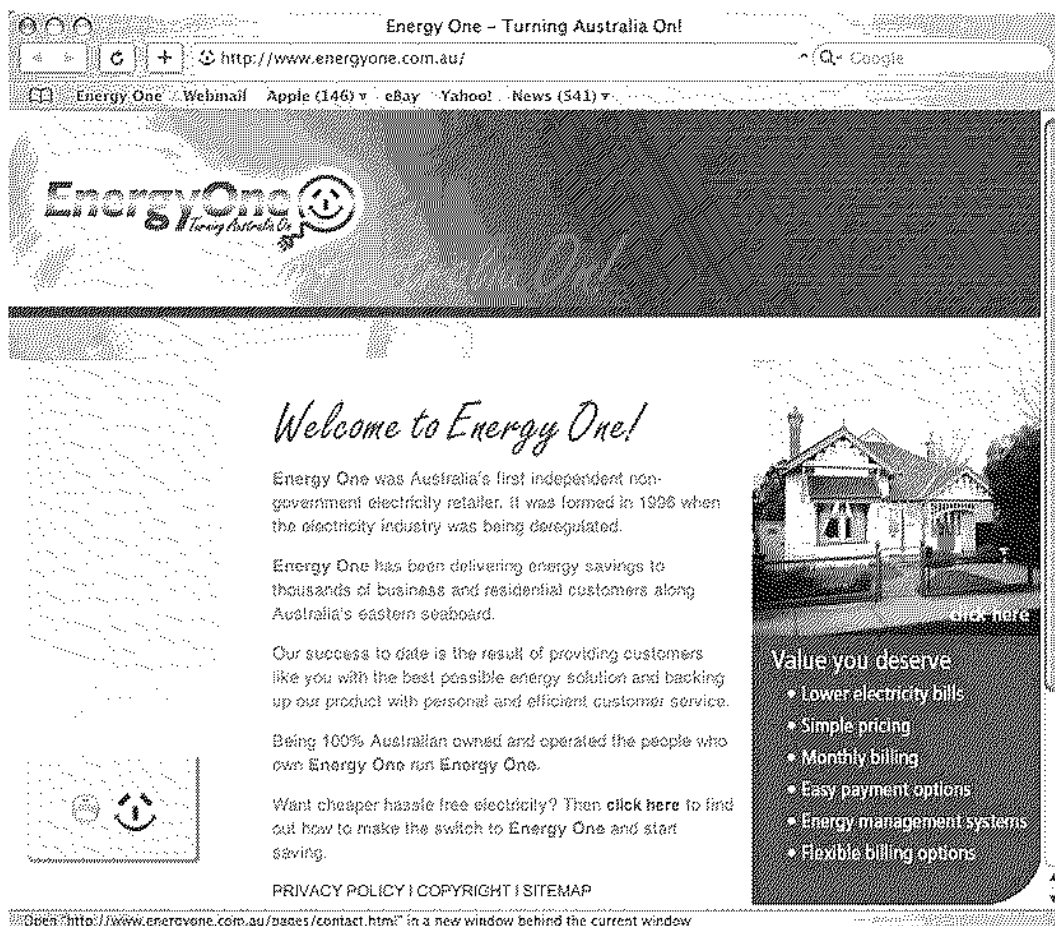 Energy One – Turning Australia On!
http://www.energyone.com.au/
Google
Energy One Webmail Apple (146) eBay Yahoo! News (541)
EnergyOne
Turning Australia On
On!
Welcome to Energy One!
Energy One was Australia's first independent non-
government electricity retailer. It was formed in 1996 when
the electricity industry was being deregulated.
Energy One has been delivering energy savings to
thousands of business and residential customers along
Australia's eastern seaboard.
Our success to date is the result of providing customers
like you with the best possible energy solution and backing
up our product with personal and efficient customer service.
Being 100% Australian owned and operated the people who
own Energy One run Energy One.
Want cheaper hassle free electricity? Then click here to find
out how to make the switch to Energy One and start
saving.
PRIVACY POLICY | COPYRIGHT | SITEMAP
click here
Value you deserve
• Lower electricity bills
• Simple pricing
• Monthly billing
• Easy payment options
• Energy management systems
• Flexible billing options
Open "http://www.energyone.com.au/pages/contact.html" in a new window behind the current window